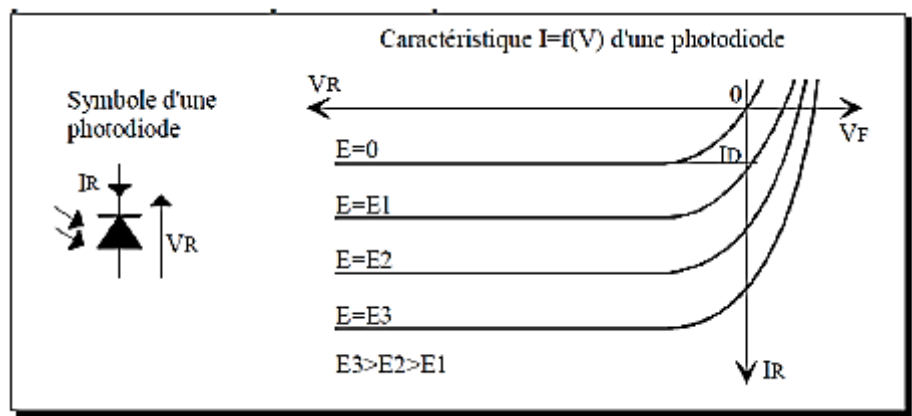 Caractéristique I=f(V) d'une photodiode
Symbole d'une
photodiode
IR
VR
VR
0
VF
E=0
ID
E=E1
E=E2
E=E3
E3>E2>E1
IR